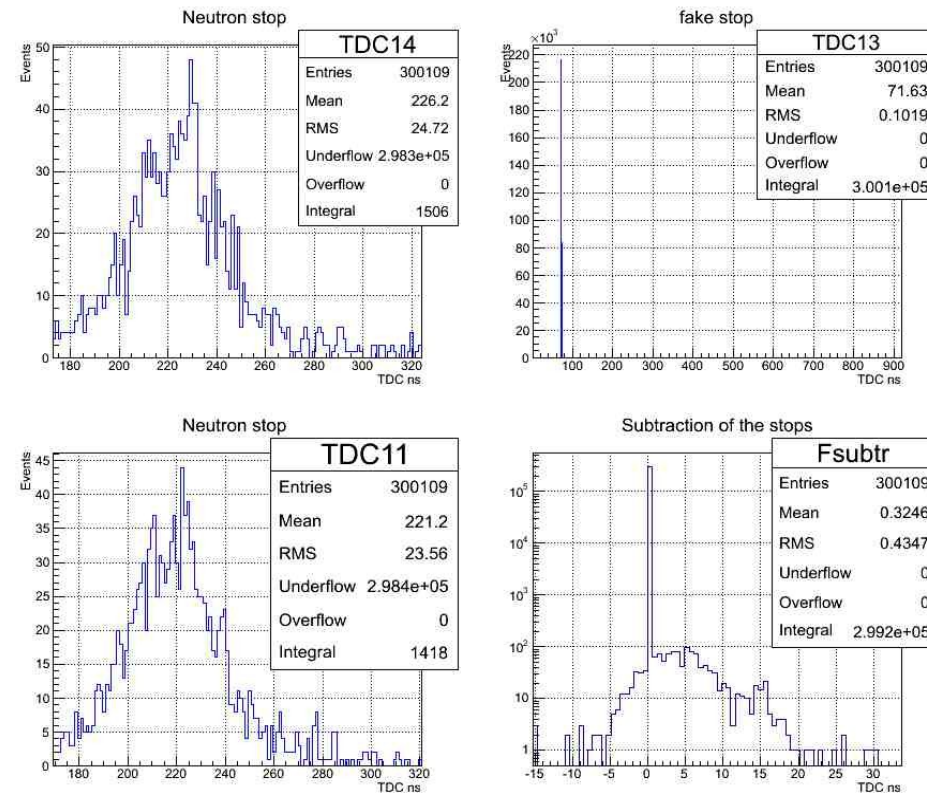 Neutron stop
TDC14
Entries 300109
Mean 226.2
RMS 24.72
Underflow 2.983e+05
Overflow 0
Integral 1506
Events
50
40
30
20
10
0
180 200 220 240 260 280 300 320
TDC ns
fake stop
TDC13
Entries 300109
Mean 71.63
RMS 0.1019
Underflow 0
Overflow 0
Integral 3.001e+05
×10³
Events
220
200
180
160
140
120
100
80
60
40
20
0
100 200 300 400 500 600 700 800 900
TDC ns
Neutron stop
TDC11
Entries 300109
Mean 221.2
RMS 23.56
Underflow 2.984e+05
Overflow 0
Integral 1418
Events
45
40
35
30
25
20
15
10
5
0
180 200 220 240 260 280 300 320
TDC ns
Subtraction of the stops
Fsubtr
Entries 300109
Mean 0.3246
RMS 0.4347
Underflow 0
Overflow 0
Integral 2.992e+05
10⁵
10⁴
10³
10²
10
1
-15 -10 -5 0 5 10 15 20 25 30
TDC ns